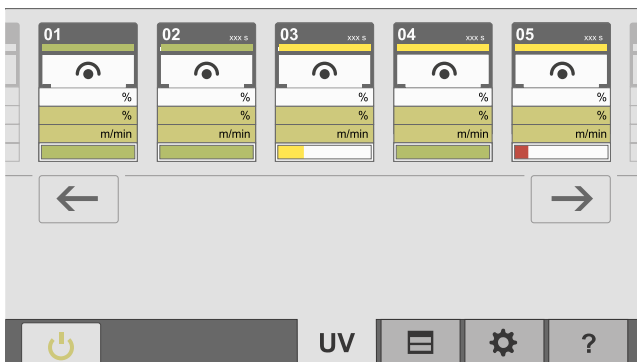 01
02 xxx s
03 xxx s
04 xxx s
05 xxx s
% % % % %
% % % % %
m/min m/min m/min m/min m/min
UV
?